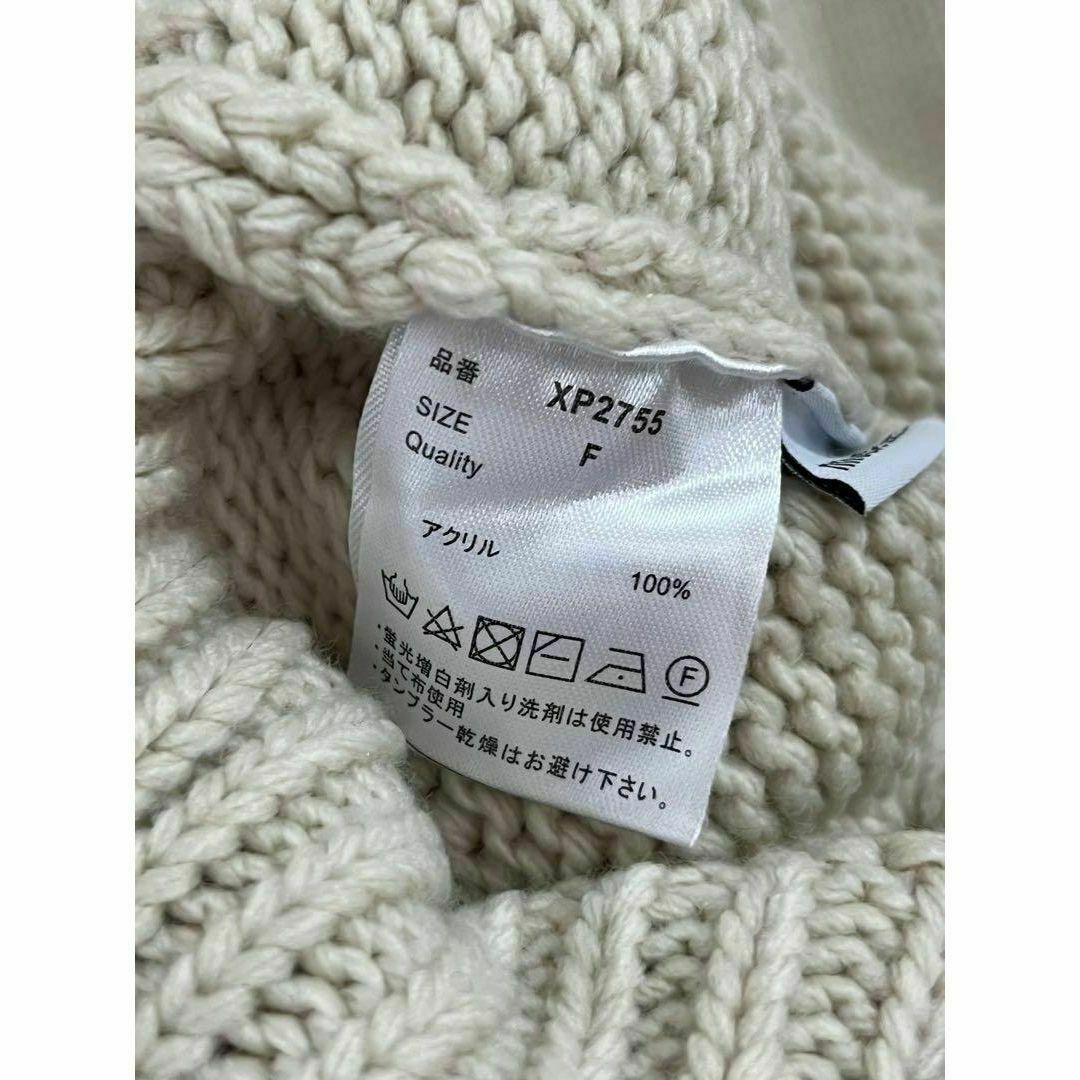 品番 XP2755
SIZE F
Quality
アクリル 100%
F
・蛍光増白剤入り洗剤は使用禁止。
・当て布使用
・タンブラー乾燥はお避け下さい。